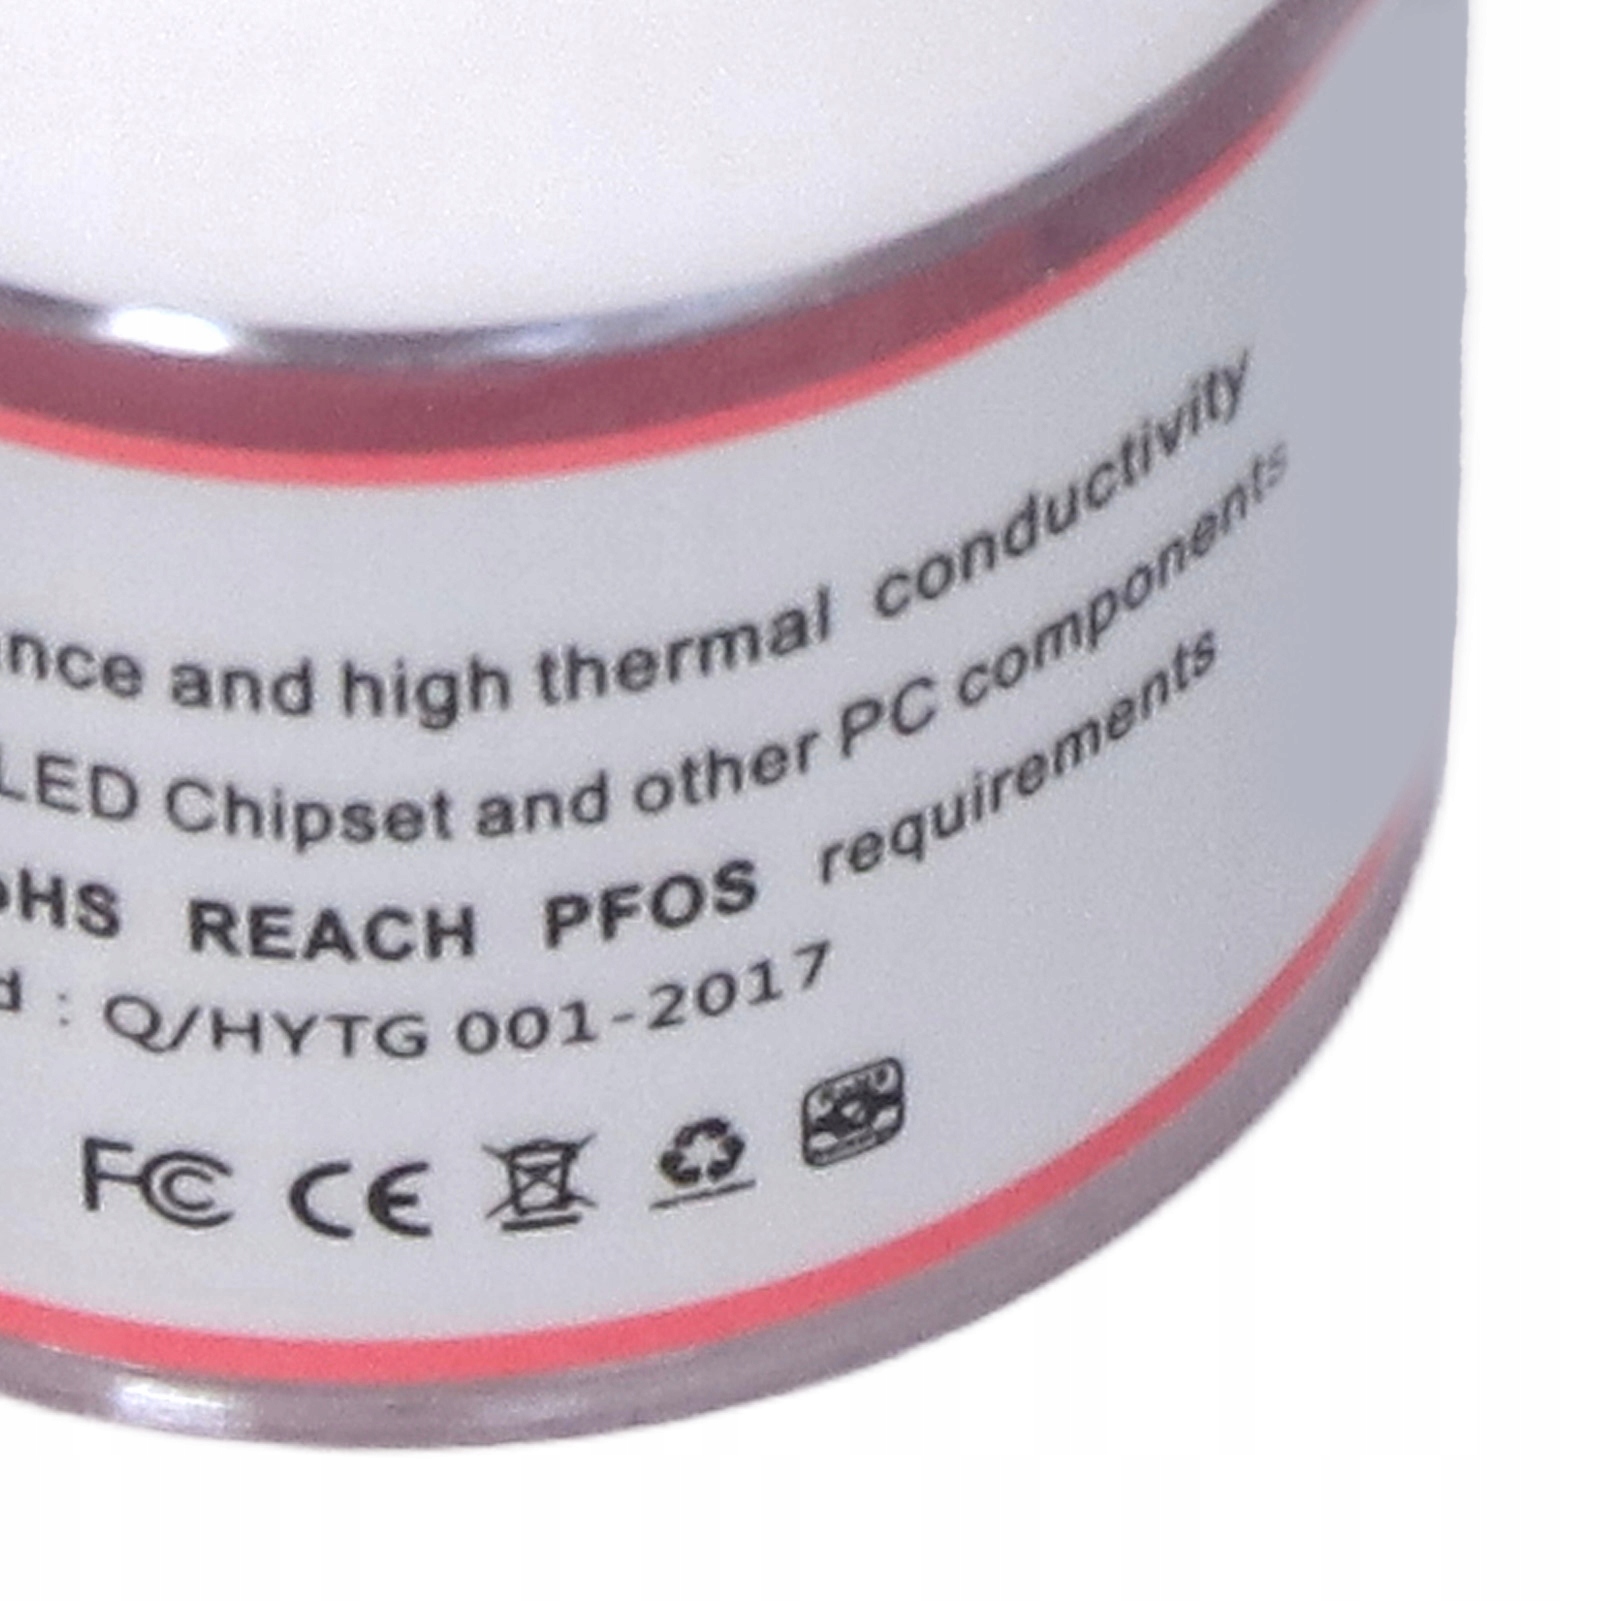 nce and high thermal conductivity
LED Chipset and other PC components
HS REACH PFOS requirements
d : Q/HYTG 001-2017
FC CE